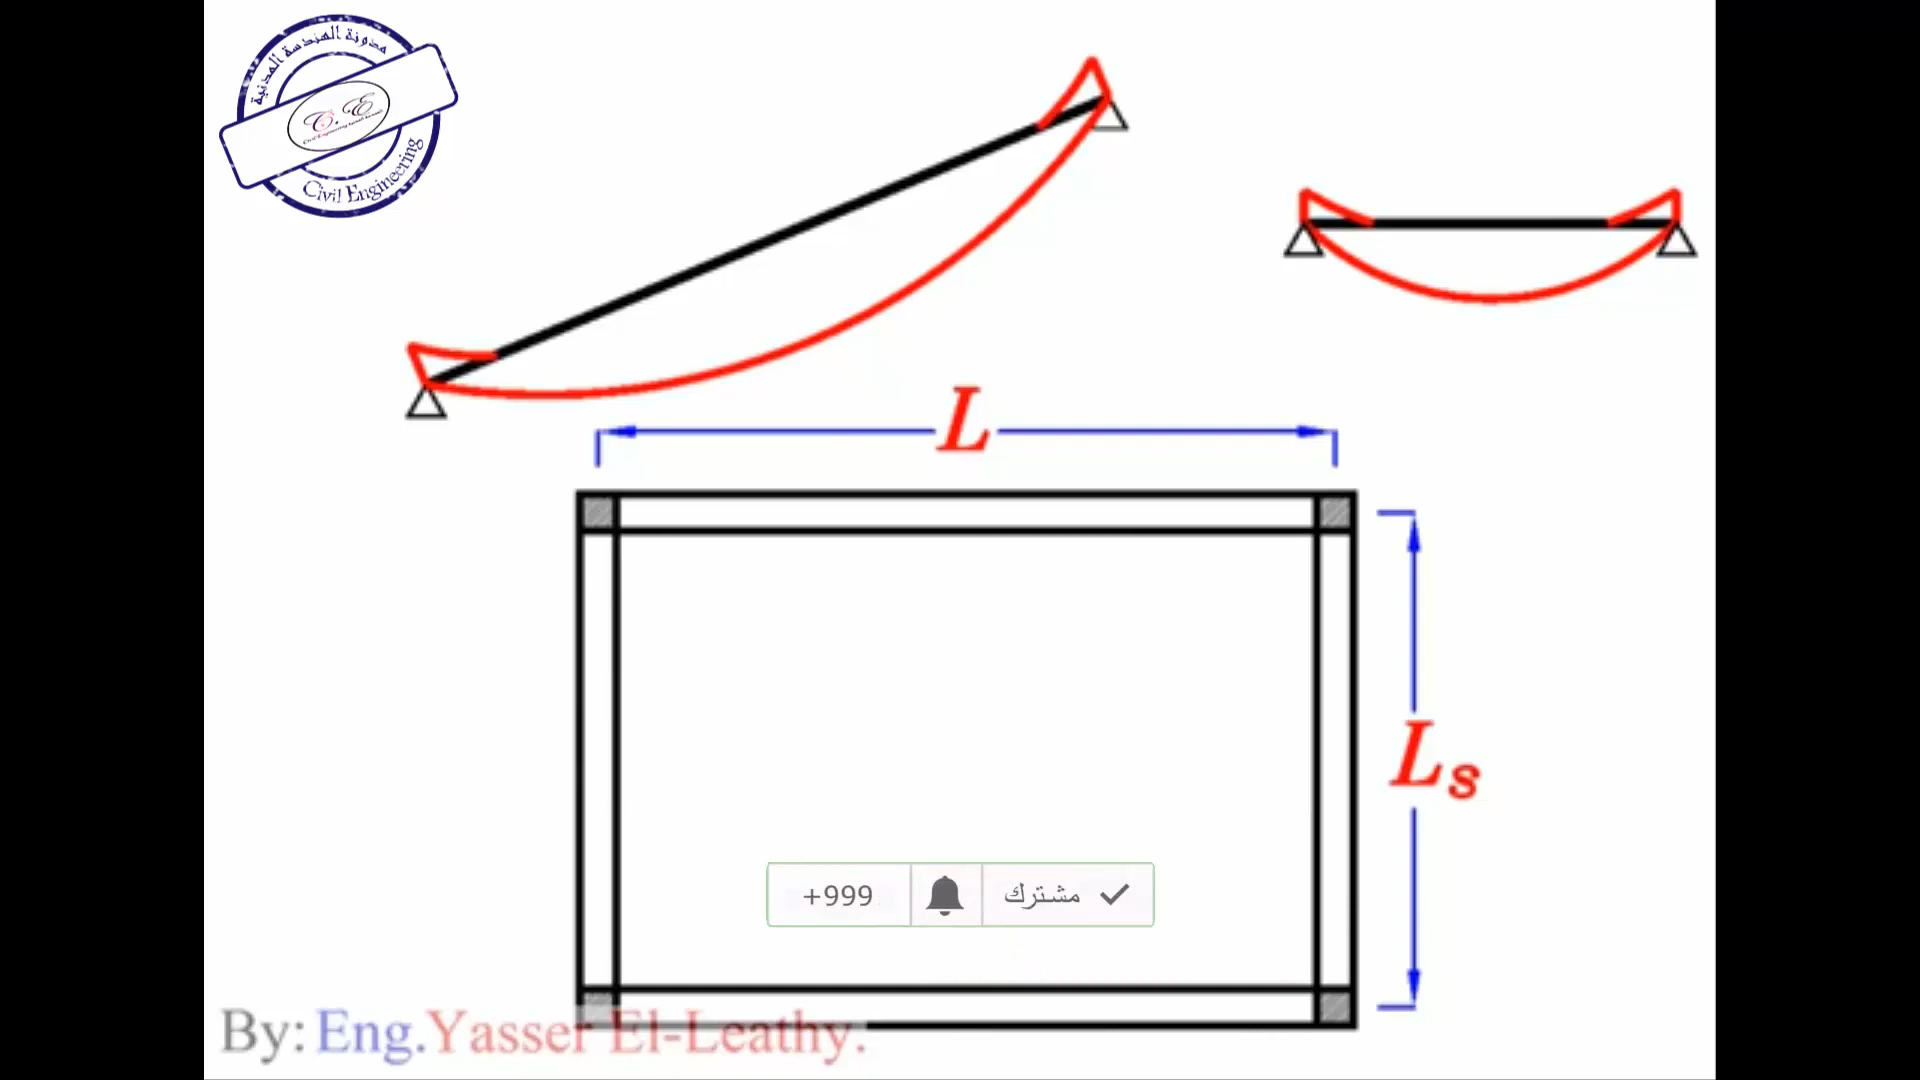 مدونة الهندسة المدنية
C.E
Civil Engineering
L
Ls
+999
مشترك
By: Eng.Yasser El-Leathy.